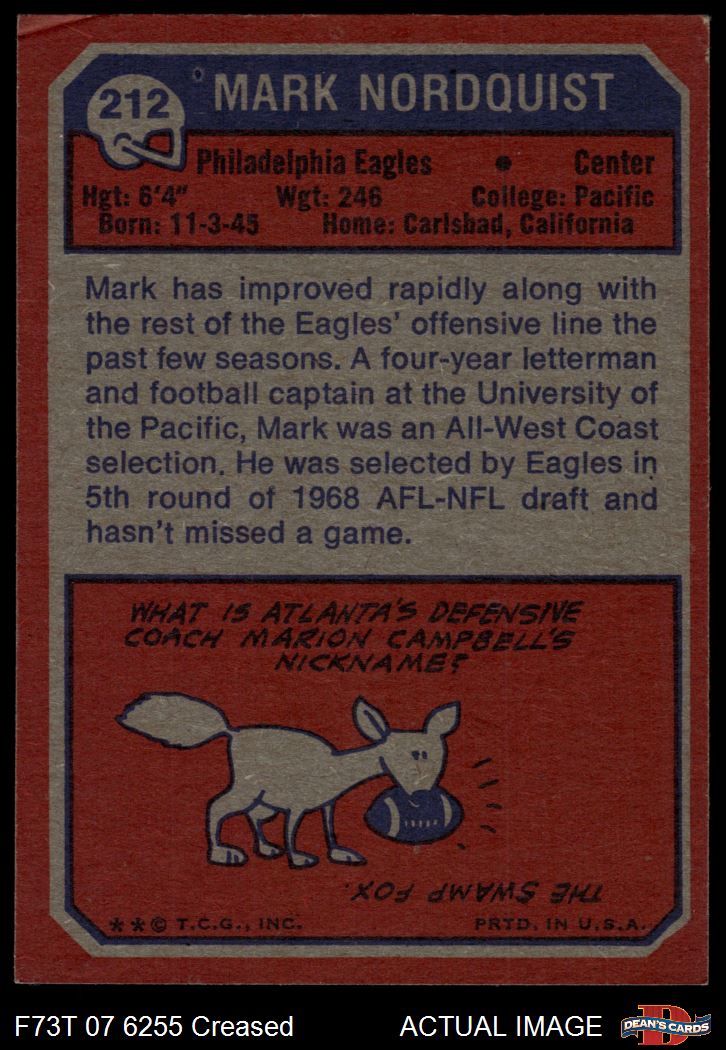 212
MARK NORDQUIST
Philadelphia Eagles • Center
Hgt: 6'4" Wgt: 246 College: Pacific
Born: 11-3-45 Home: Carlsbad, California
Mark has improved rapidly along with
the rest of the Eagles' offensive line the
past few seasons. A four-year letterman
and football captain at the University of
the Pacific, Mark was an All-West Coast
selection. He was selected by Eagles in
5th round of 1968 AFL-NFL draft and
hasn't missed a game.
WHAT IS ATLANTA'S DEFENSIVE
COACH MARION CAMPBELL'S
NICKNAME?
THE SWAMP FOX.
* * © T.C.G., INC. PRTD. IN U.S.A.
F73T 07 6255 Creased ACTUAL IMAGE
D
DEAN'S CARDS